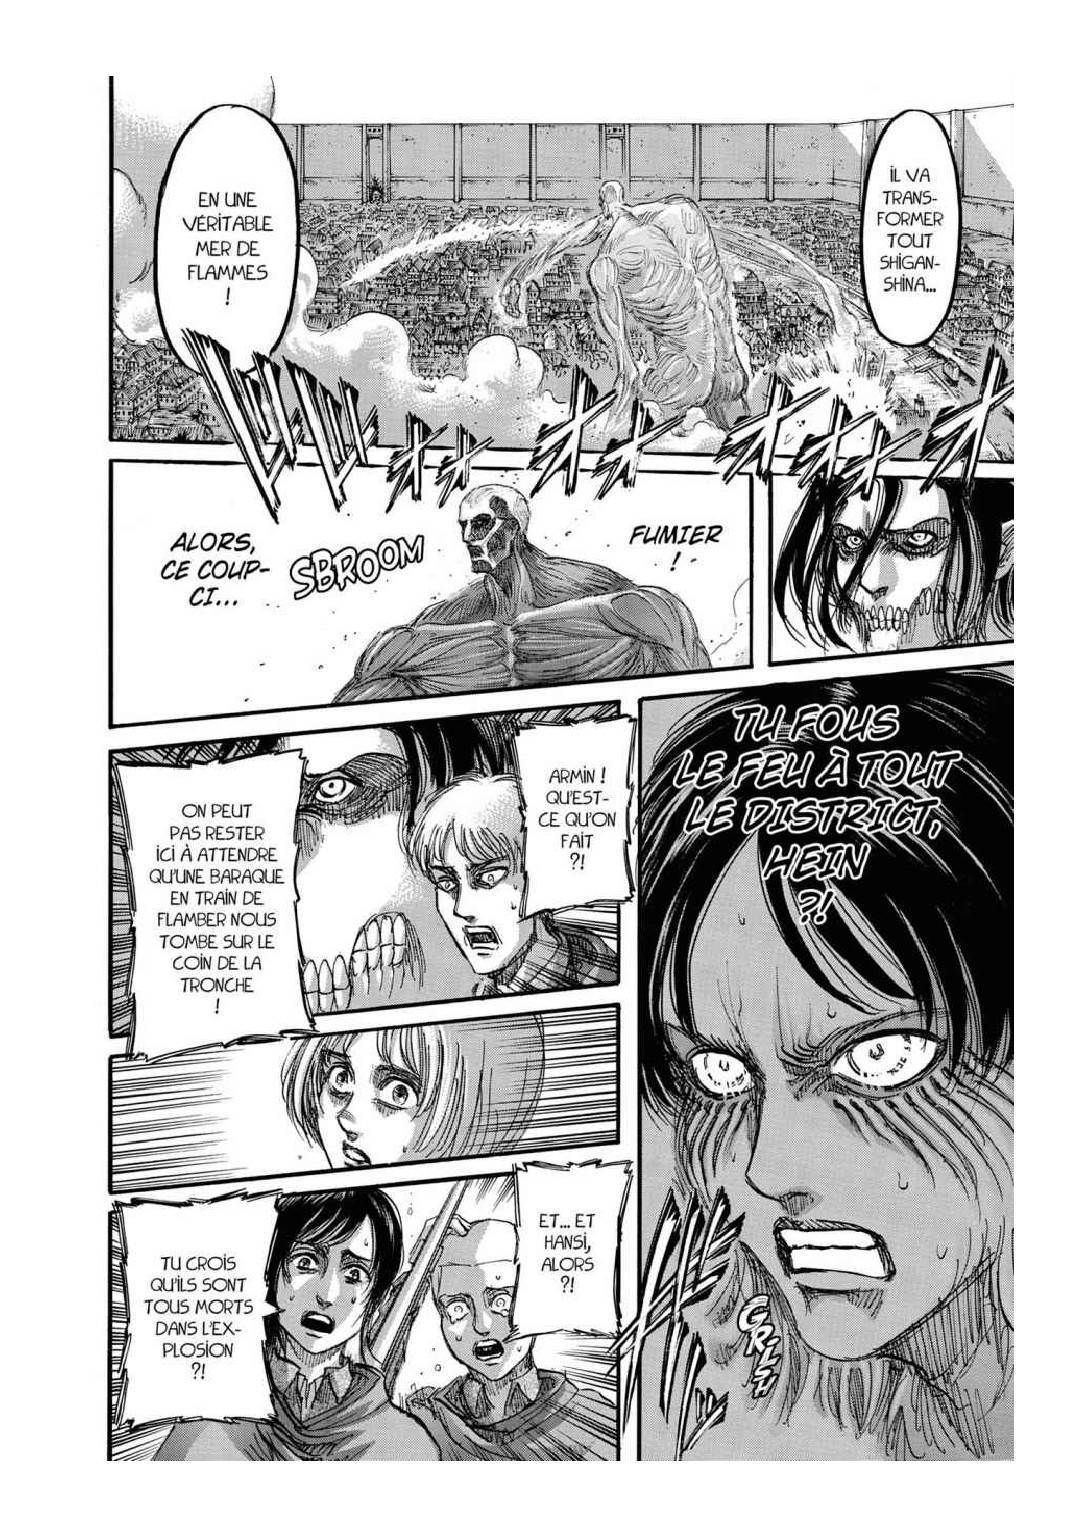 IL VA
TRANS-
FORMER
TOUT
SHIGAN-
SHINA...
EN UNE
VÉRITABLE
MER DE
FLAMMES
!
FUMIER
!
SBROOM
ALORS,
CE COUP-
CI...
TU FOUS
LE FEU À TOUT
LE DISTRICT,
HEIN
?!
ARMIN !
QU'EST-
CE QU'ON
FAIT
?!
ON PEUT
PAS RESTER
ICI À ATTENDRE
QU'UNE BARAQUE
EN TRAIN DE
FLAMBER NOUS
TOMBE SUR LE
COIN DE LA
TRONCHE
!
ET... ET
HANSI,
ALORS
?!
TU CROIS
QU'ILS SONT
TOUS MORTS
DANS L'EX-
PLOSION
?!